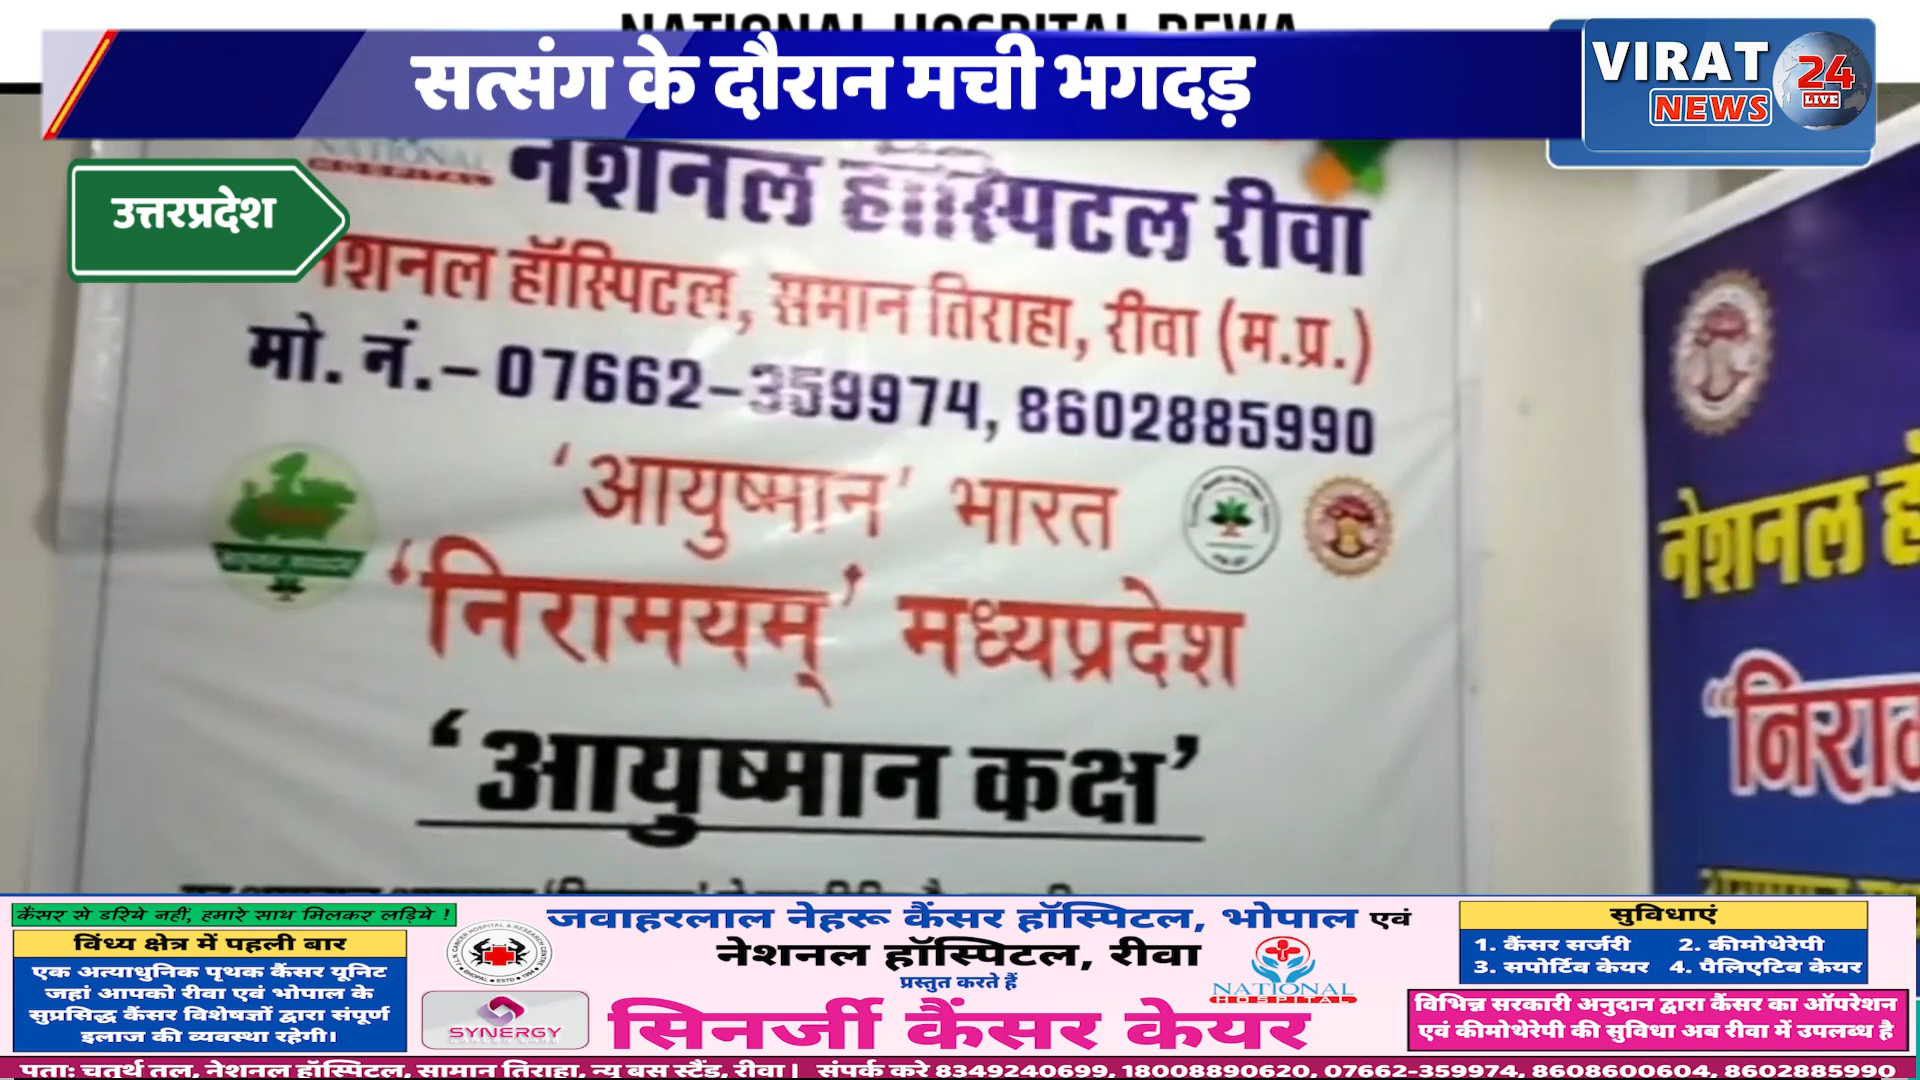 NATIONAL HOSPITAL REWA
सत्संग के दौरान मची भगदड़
VIRAT
NEWS
24
LIVE
उत्तरप्रदेश
NATIONAL
HOSPITAL
नेशनल हॉस्पिटल रीवा
नेशनल हॉस्पिटल, समान तिराहा, रीवा (म.प्र.)
मो. नं.– 07662-359974, 8602885990
‘आयुष्मान’ भारत
‘निरामयम्’ मध्यप्रदेश
‘आयुष्मान कक्ष’
नेशनल
कैंसर से डरिये नहीं, हमारे साथ मिलकर लड़िये !
विंध्य क्षेत्र में पहली बार
एक अत्याधुनिक पृथक कैंसर यूनिट
जहां आपको रीवा एवं भोपाल के
सुप्रसिद्ध कैंसर विशेषज्ञों द्वारा संपूर्ण
इलाज की व्यवस्था रहेगी।
जवाहरलाल नेहरू कैंसर हॉस्पिटल, भोपाल एवं
नेशनल हॉस्पिटल, रीवा
प्रस्तुत करते हैं
SYNERGY
सिनर्जी कैंसर केयर
NATIONAL
HOSPITAL
सुविधाएं
1. कैंसर सर्जरी 2. कीमोथेरेपी
3. सपोर्टिव केयर 4. पैलिएटिव केयर
विभिन्न सरकारी अनुदान द्वारा कैंसर का ऑपरेशन
एवं कीमोथेरेपी की सुविधा अब रीवा में उपलब्ध है
पता: चतुर्थ तल, नेशनल हॉस्पिटल, सामान तिराहा, न्यू बस स्टैंड, रीवा | संपर्क करे 8349240699, 18008890620, 07662-359974, 8608600604, 8602885990